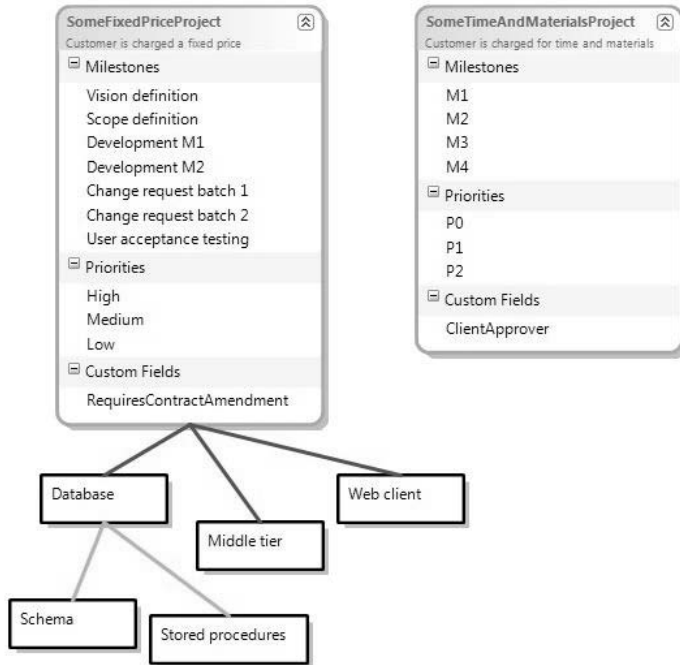 SomeFixedPriceProject
Customer is charged a fixed price
Milestones
Vision definition
Scope definition
Development M1
Development M2
Change request batch 1
Change request batch 2
User acceptance testing
Priorities
High
Medium
Low
Custom Fields
RequiresContractAmendment
SomeTimeAndMaterialsProject
Customer is charged for time and materials
Milestones
M1
M2
M3
M4
Priorities
P0
P1
P2
Custom Fields
ClientApprover
Database
Web client
Middle tier
Schema
Stored procedures